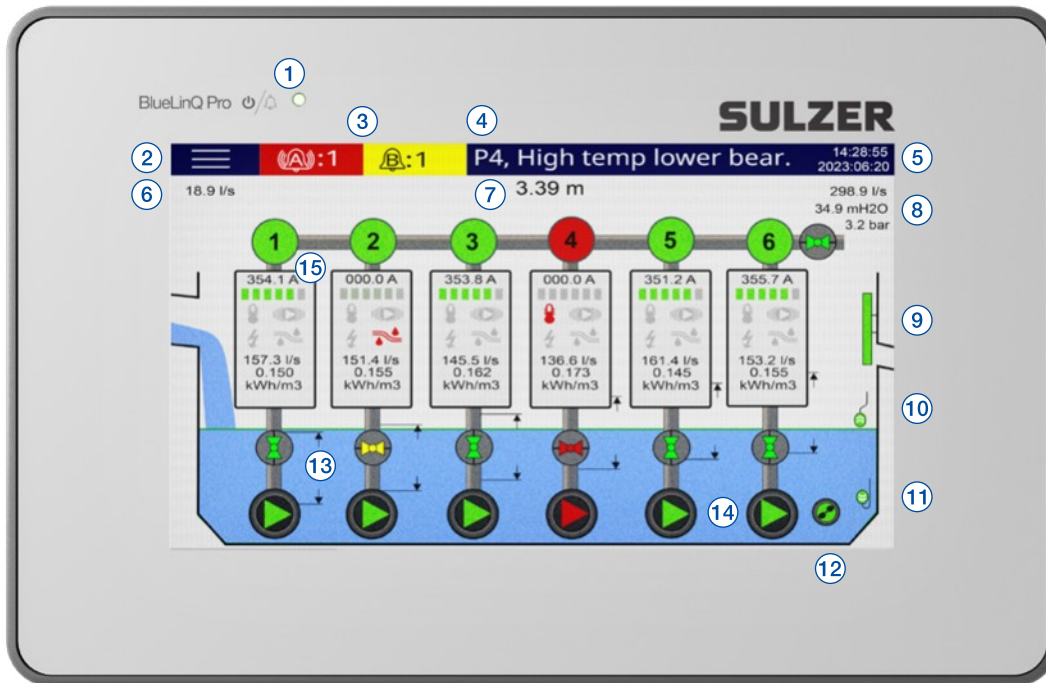 1
BlueLinQ Pro
SULZER
2
3
4
5
(A):1
B:1
P4, High temp lower bear.
14:28:55
2023:06:20
6
18.9 l/s
7
3.39 m
298.9 l/s
34.9 mH2O
3.2 bar
8
1
2
3
4
5
6
15
354.1 A
000.0 A
353.8 A
000.0 A
351.2 A
355.7 A
9
157.3 l/s
0.150
kWh/m3
151.4 l/s
0.155
kWh/m3
145.5 l/s
0.162
kWh/m3
136.6 l/s
0.173
kWh/m3
161.4 l/s
0.145
kWh/m3
153.2 l/s
0.155
kWh/m3
10
13
11
14
12